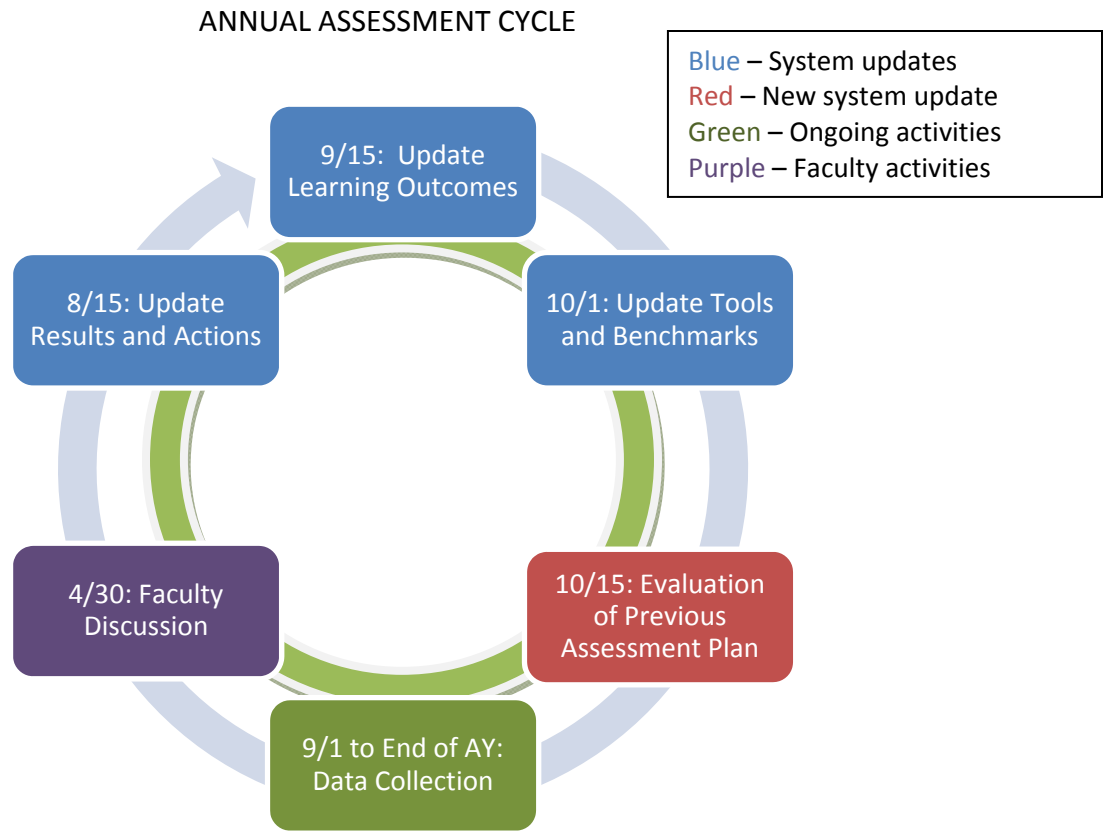 ANNUAL ASSESSMENT CYCLE
Blue – System updates
Red – New system update
Green – Ongoing activities
Purple – Faculty activities
9/15:  Update
Learning Outcomes
10/1: Update Tools
and Benchmarks
10/15: Evaluation
of Previous
Assessment Plan
9/1 to End of AY:
Data Collection
4/30: Faculty
Discussion
8/15: Update
Results and Actions